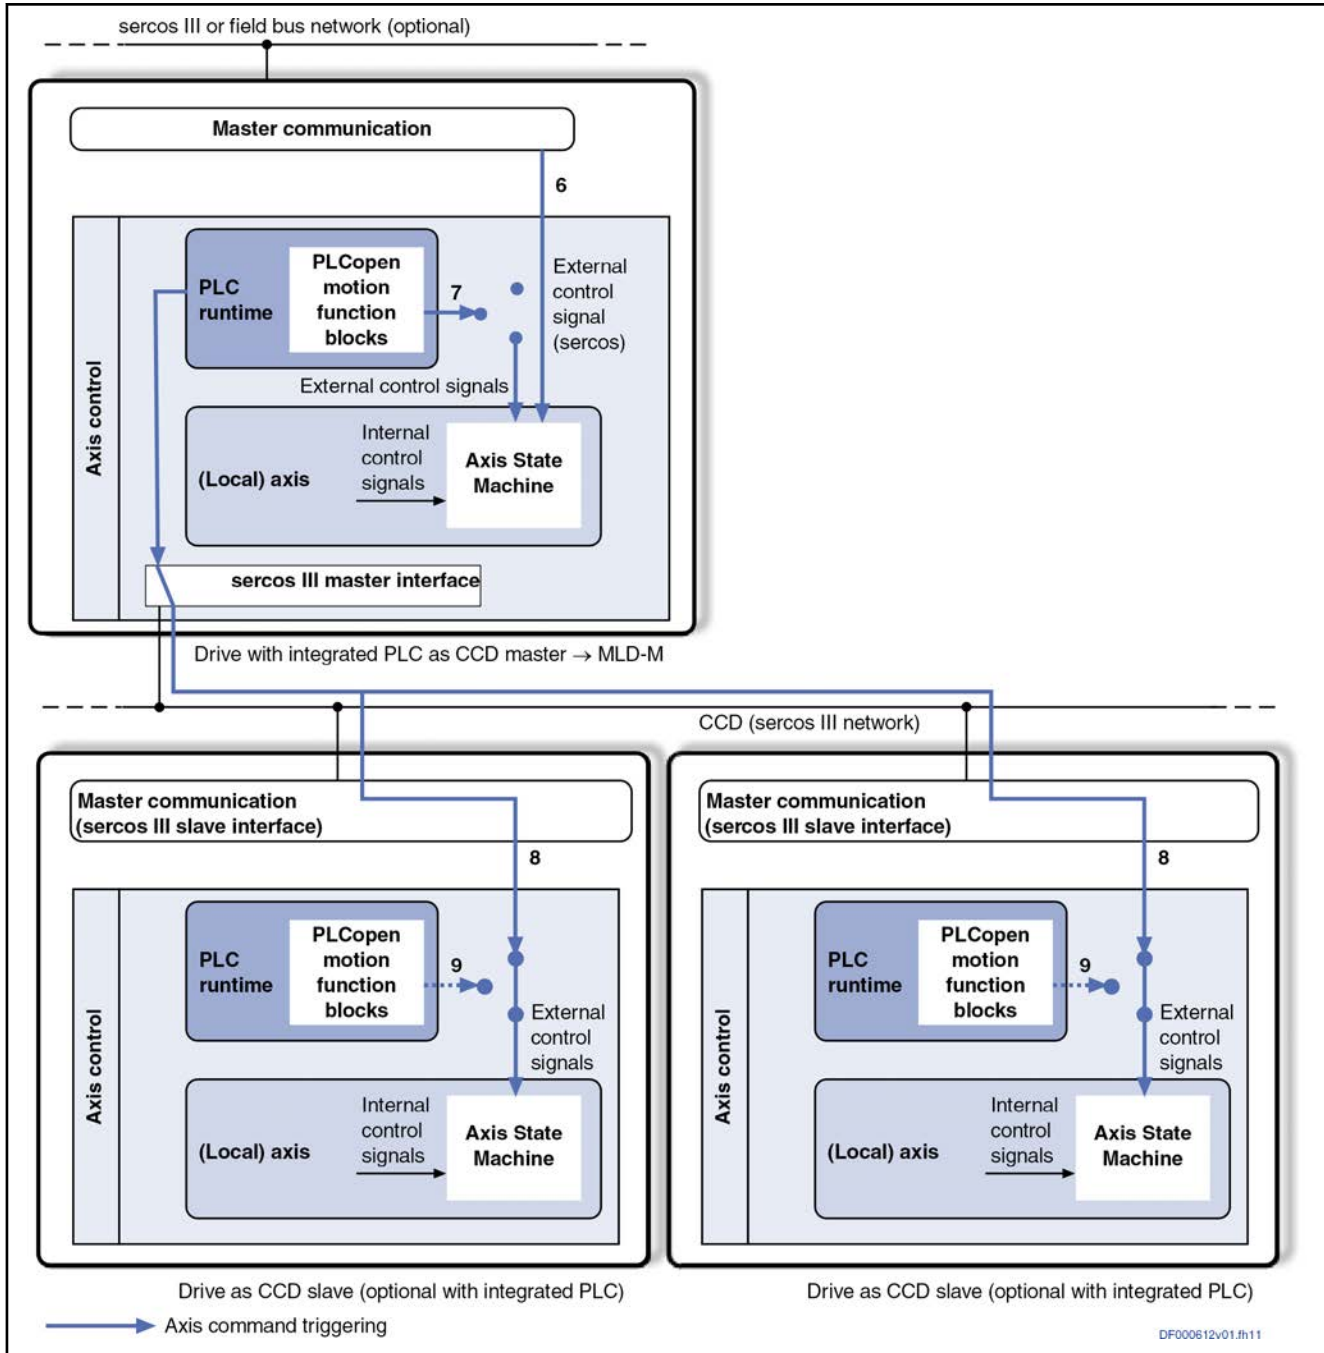 sercos III or field bus network (optional)
Master communication
6
Axis control
PLC
runtime
PLCopen
motion
function
blocks
7
External
control
signal
(sercos)
External control signals
(Local) axis
Internal
control
signals
Axis State
Machine
sercos III master interface
Drive with integrated PLC as CCD master → MLD-M
CCD (sercos III network)
Master communication
(sercos III slave interface)
8
Axis control
PLC
runtime
PLCopen
motion
function
blocks
9
External
control
signals
(Local) axis
Internal
control
signals
Axis State
Machine
Drive as CCD slave (optional with integrated PLC)
Master communication
(sercos III slave interface)
8
Axis control
PLC
runtime
PLCopen
motion
function
blocks
9
External
control
signals
(Local) axis
Internal
control
signals
Axis State
Machine
Drive as CCD slave (optional with integrated PLC)
Axis command triggering
DF000612v01.fh11